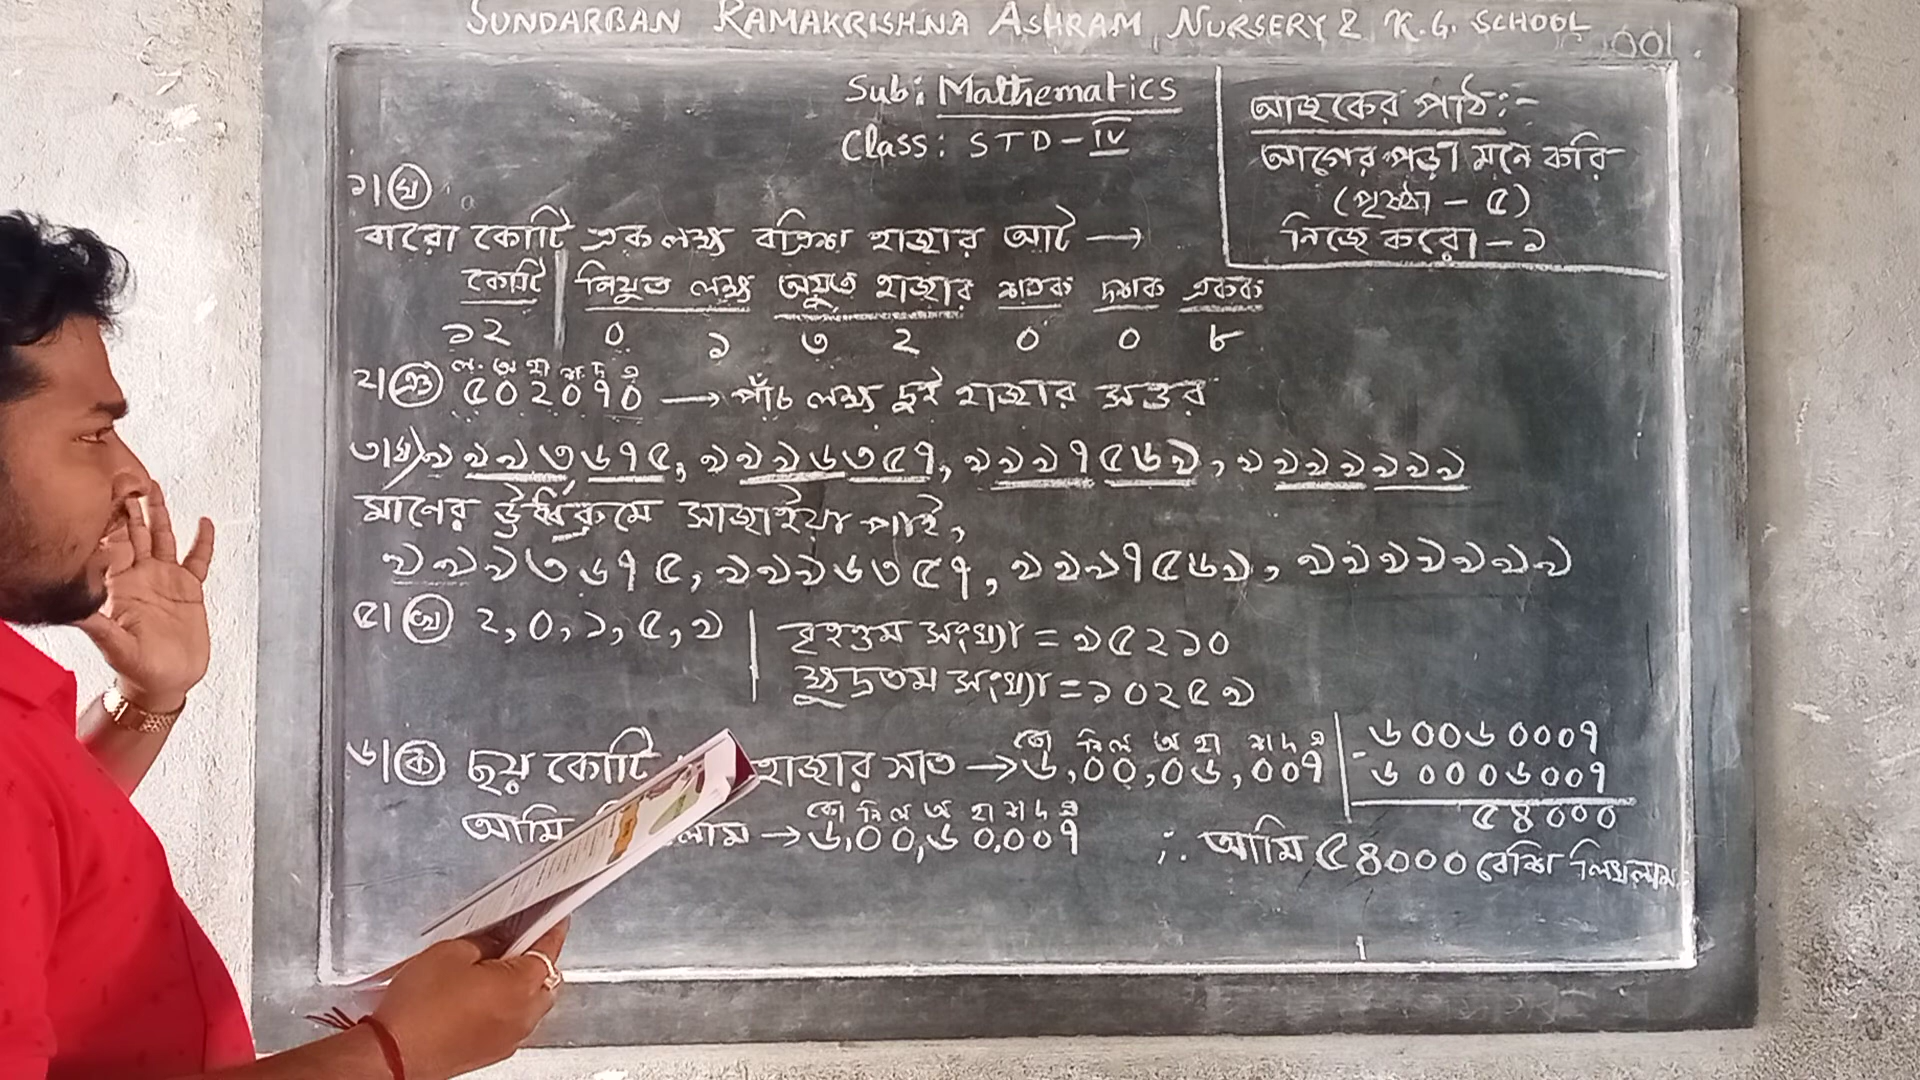 SUNDARBAN RAMAKRISHNA ASHRAM NURSERY & K.G. SCHOOL
001
Sub: Mathematics
Class: STD-IV
আজকের পাঠ:-
আগের পড়া মনে করি
(পৃষ্ঠা - ৫)
নিজে করো - ১
১। ঘ
বারো কোটি এক লক্ষ বত্রিশ হাজার আট →
কোটি নিযুত লক্ষ অযুত হাজার শতক দশক একক
১২ ০ ১ ৩ ২ ০ ০ ৮
ল. অ হা শ. দ এ
২। ঙ ৫০২০৭০ → পাঁচ লক্ষ দুই হাজার সত্তর
৩। ঘ) ৯৯৯৩৬৭৫, ৯৯৯৬৩৫৭, ৯৯৯৭৫৬৯, ৯৯৯৯৯৯৯
মানের ঊর্ধ্বক্রমে সাজাইয়া পাই,
৯৯৯৩৬৭৫, ৯৯৯৬৩৫৭, ৯৯৯৭৫৬৯, ৯৯৯৯৯৯৯
৫। খ ২, ০, ১, ৫, ৯
বৃহত্তম সংখ্যা = ৯৫২১০
ক্ষুদ্রতম সংখ্যা = ১০২৫৯
কো নি ল অ হা শ দ এ
৬। ক ছয় কোটি হাজার সাত → ৬,০০,০৬,০০৭
কো নি ল অ হা শ দ এ
আমি লাম → ৬,০০,৬০,০০৭
৬০০৬০০০৭
- ৬০০০৬০০৭
৫৪০০০
∴ আমি ৫৪০০০ বেশি লিখলাম